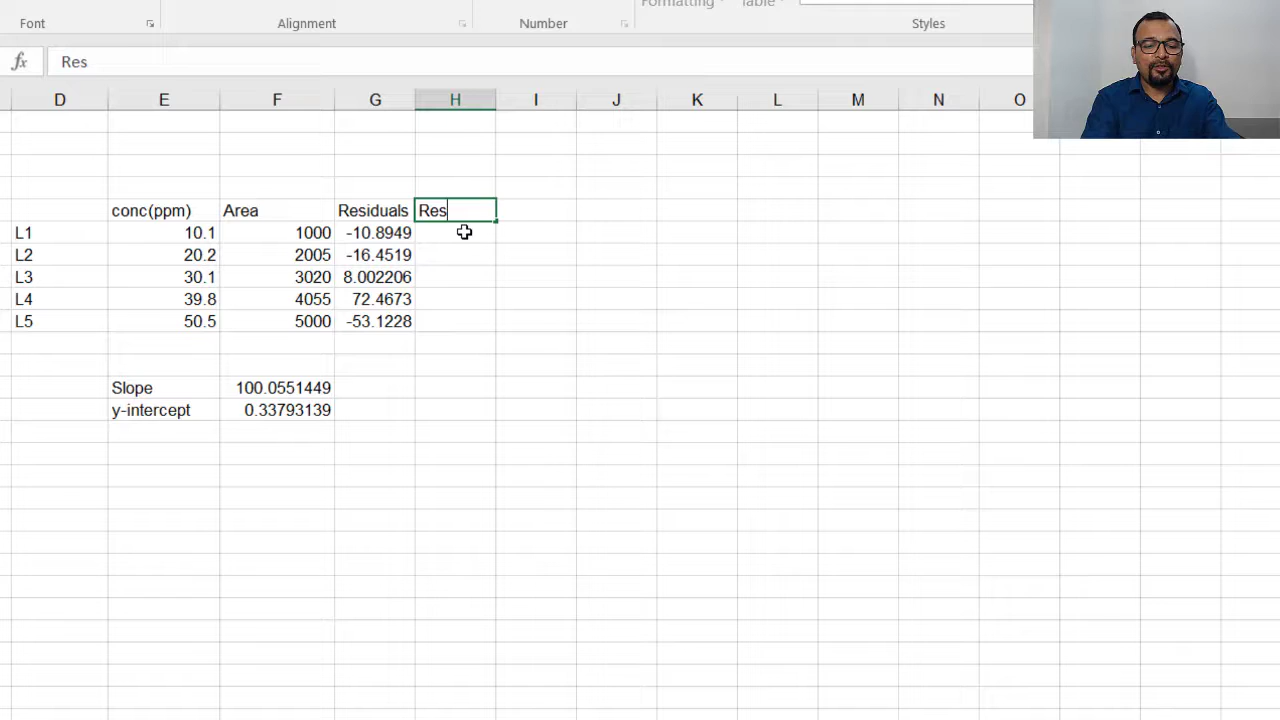 Formatting Table
Font Alignment Number Styles
fx Res
D E F G H I J K L M N O
conc(ppm) Area Residuals Res
L1 10.1 1000 -10.8949
L2 20.2 2005 -16.4519
L3 30.1 3020 8.002206
L4 39.8 4055 72.4673
L5 50.5 5000 -53.1228
Slope 100.0551449
y-intercept 0.33793139